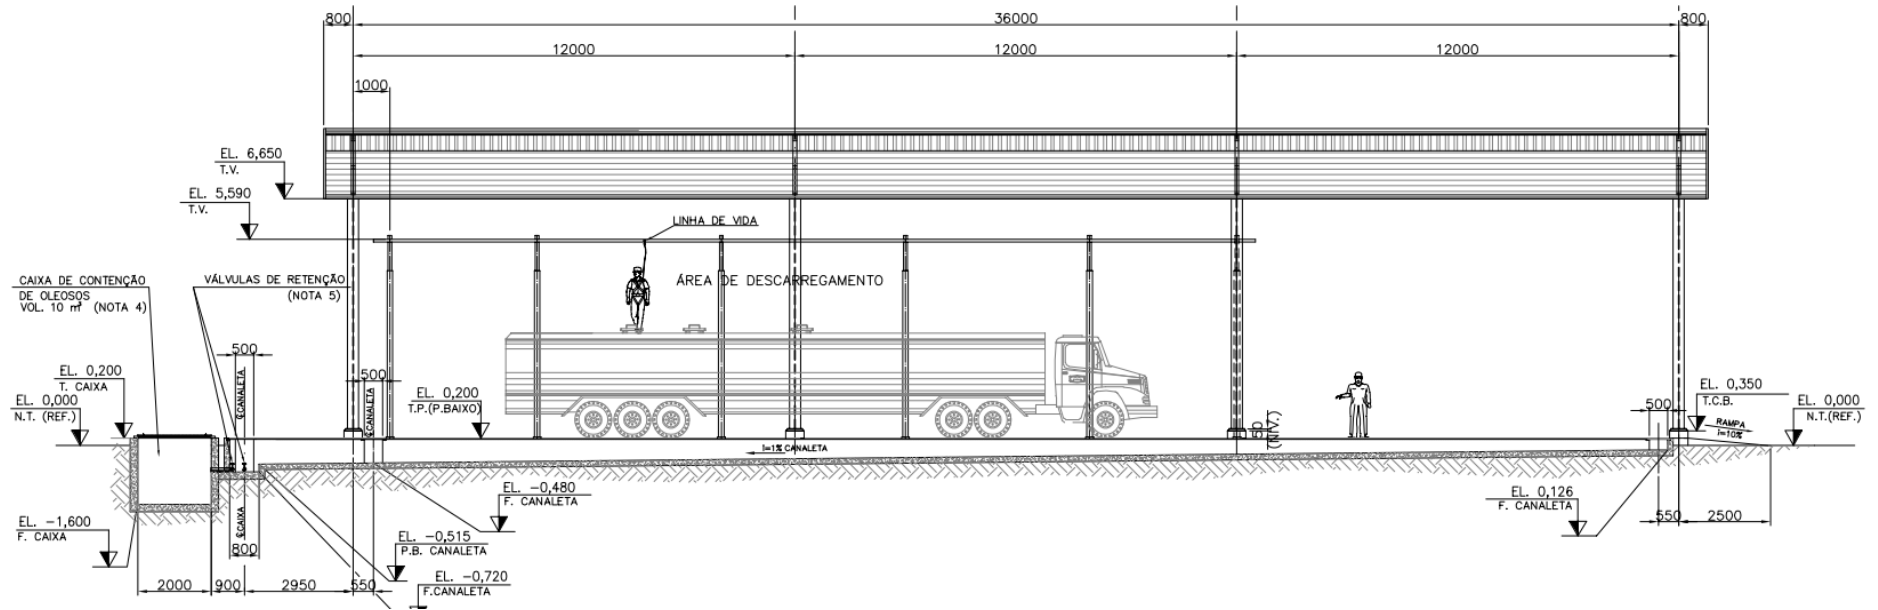 800
36000
800
12000
12000
12000
1000
EL. 6,650
T.V.
EL. 5,590
T.V.
LINHA DE VIDA
CAIXA DE CONTENÇÃO
DE OLEOSOS
VOL. 10 m³ (NOTA 4)
VÁLVULAS DE RETENÇÃO
(NOTA 5)
ÁREA DE DESCARREGAMENTO
500
EL. 0,200
T. CAIXA
EL. 0,000
N.T. (REF.)
℄CANALETA
500
℄CANALETA
EL. 0,200
T.P.(P.BAIXO)
50
(NIV.)
500
EL. 0,350
T.C.B.
RAMPA
i=10%
EL. 0,000
N.T.(REF.)
i=1% CANALETA
EL. -0,480
F. CANALETA
EL. 0,126
F. CANALETA
EL. -1,600
F. CAIXA
℄CAIXA
800
EL. -0,515
P.B. CANALETA
550
2500
2000
900
2950
550
EL. -0,720
F.CANALETA